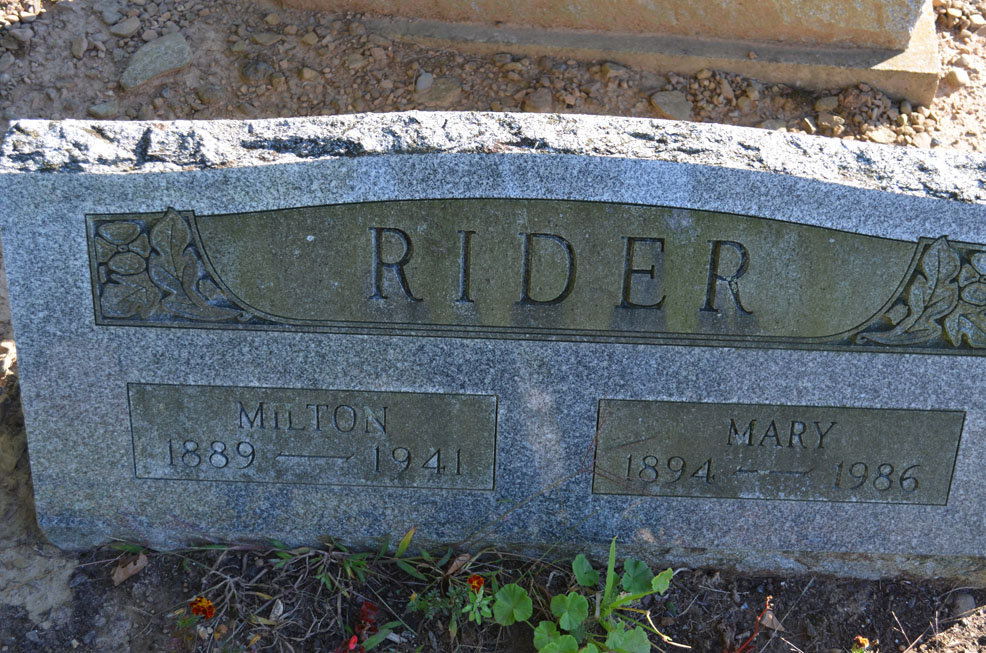 RIDER
MILTON
1889 — 1941
MARY
1894 — 1986